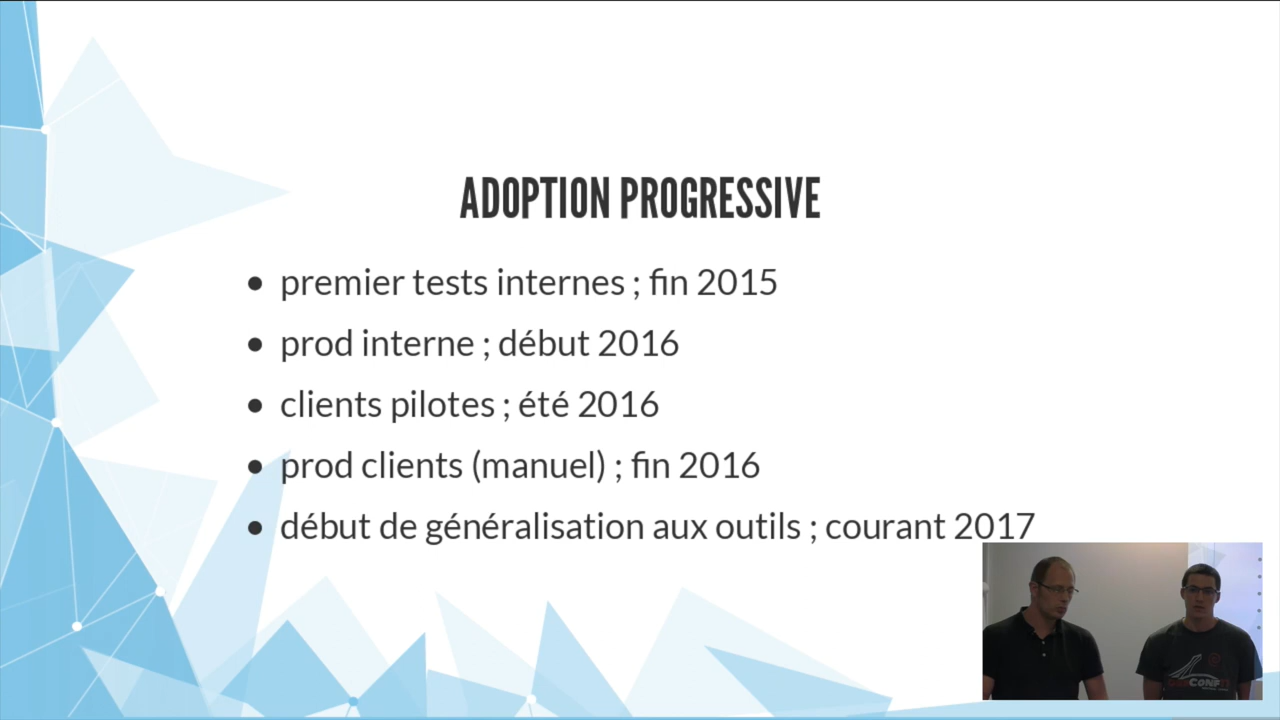 ADOPTION PROGRESSIVE
premier tests internes ; fin 2015
prod interne ; début 2016
clients pilotes ; été 2016
prod clients (manuel) ; fin 2016
début de généralisation aux outils ; courant 2017